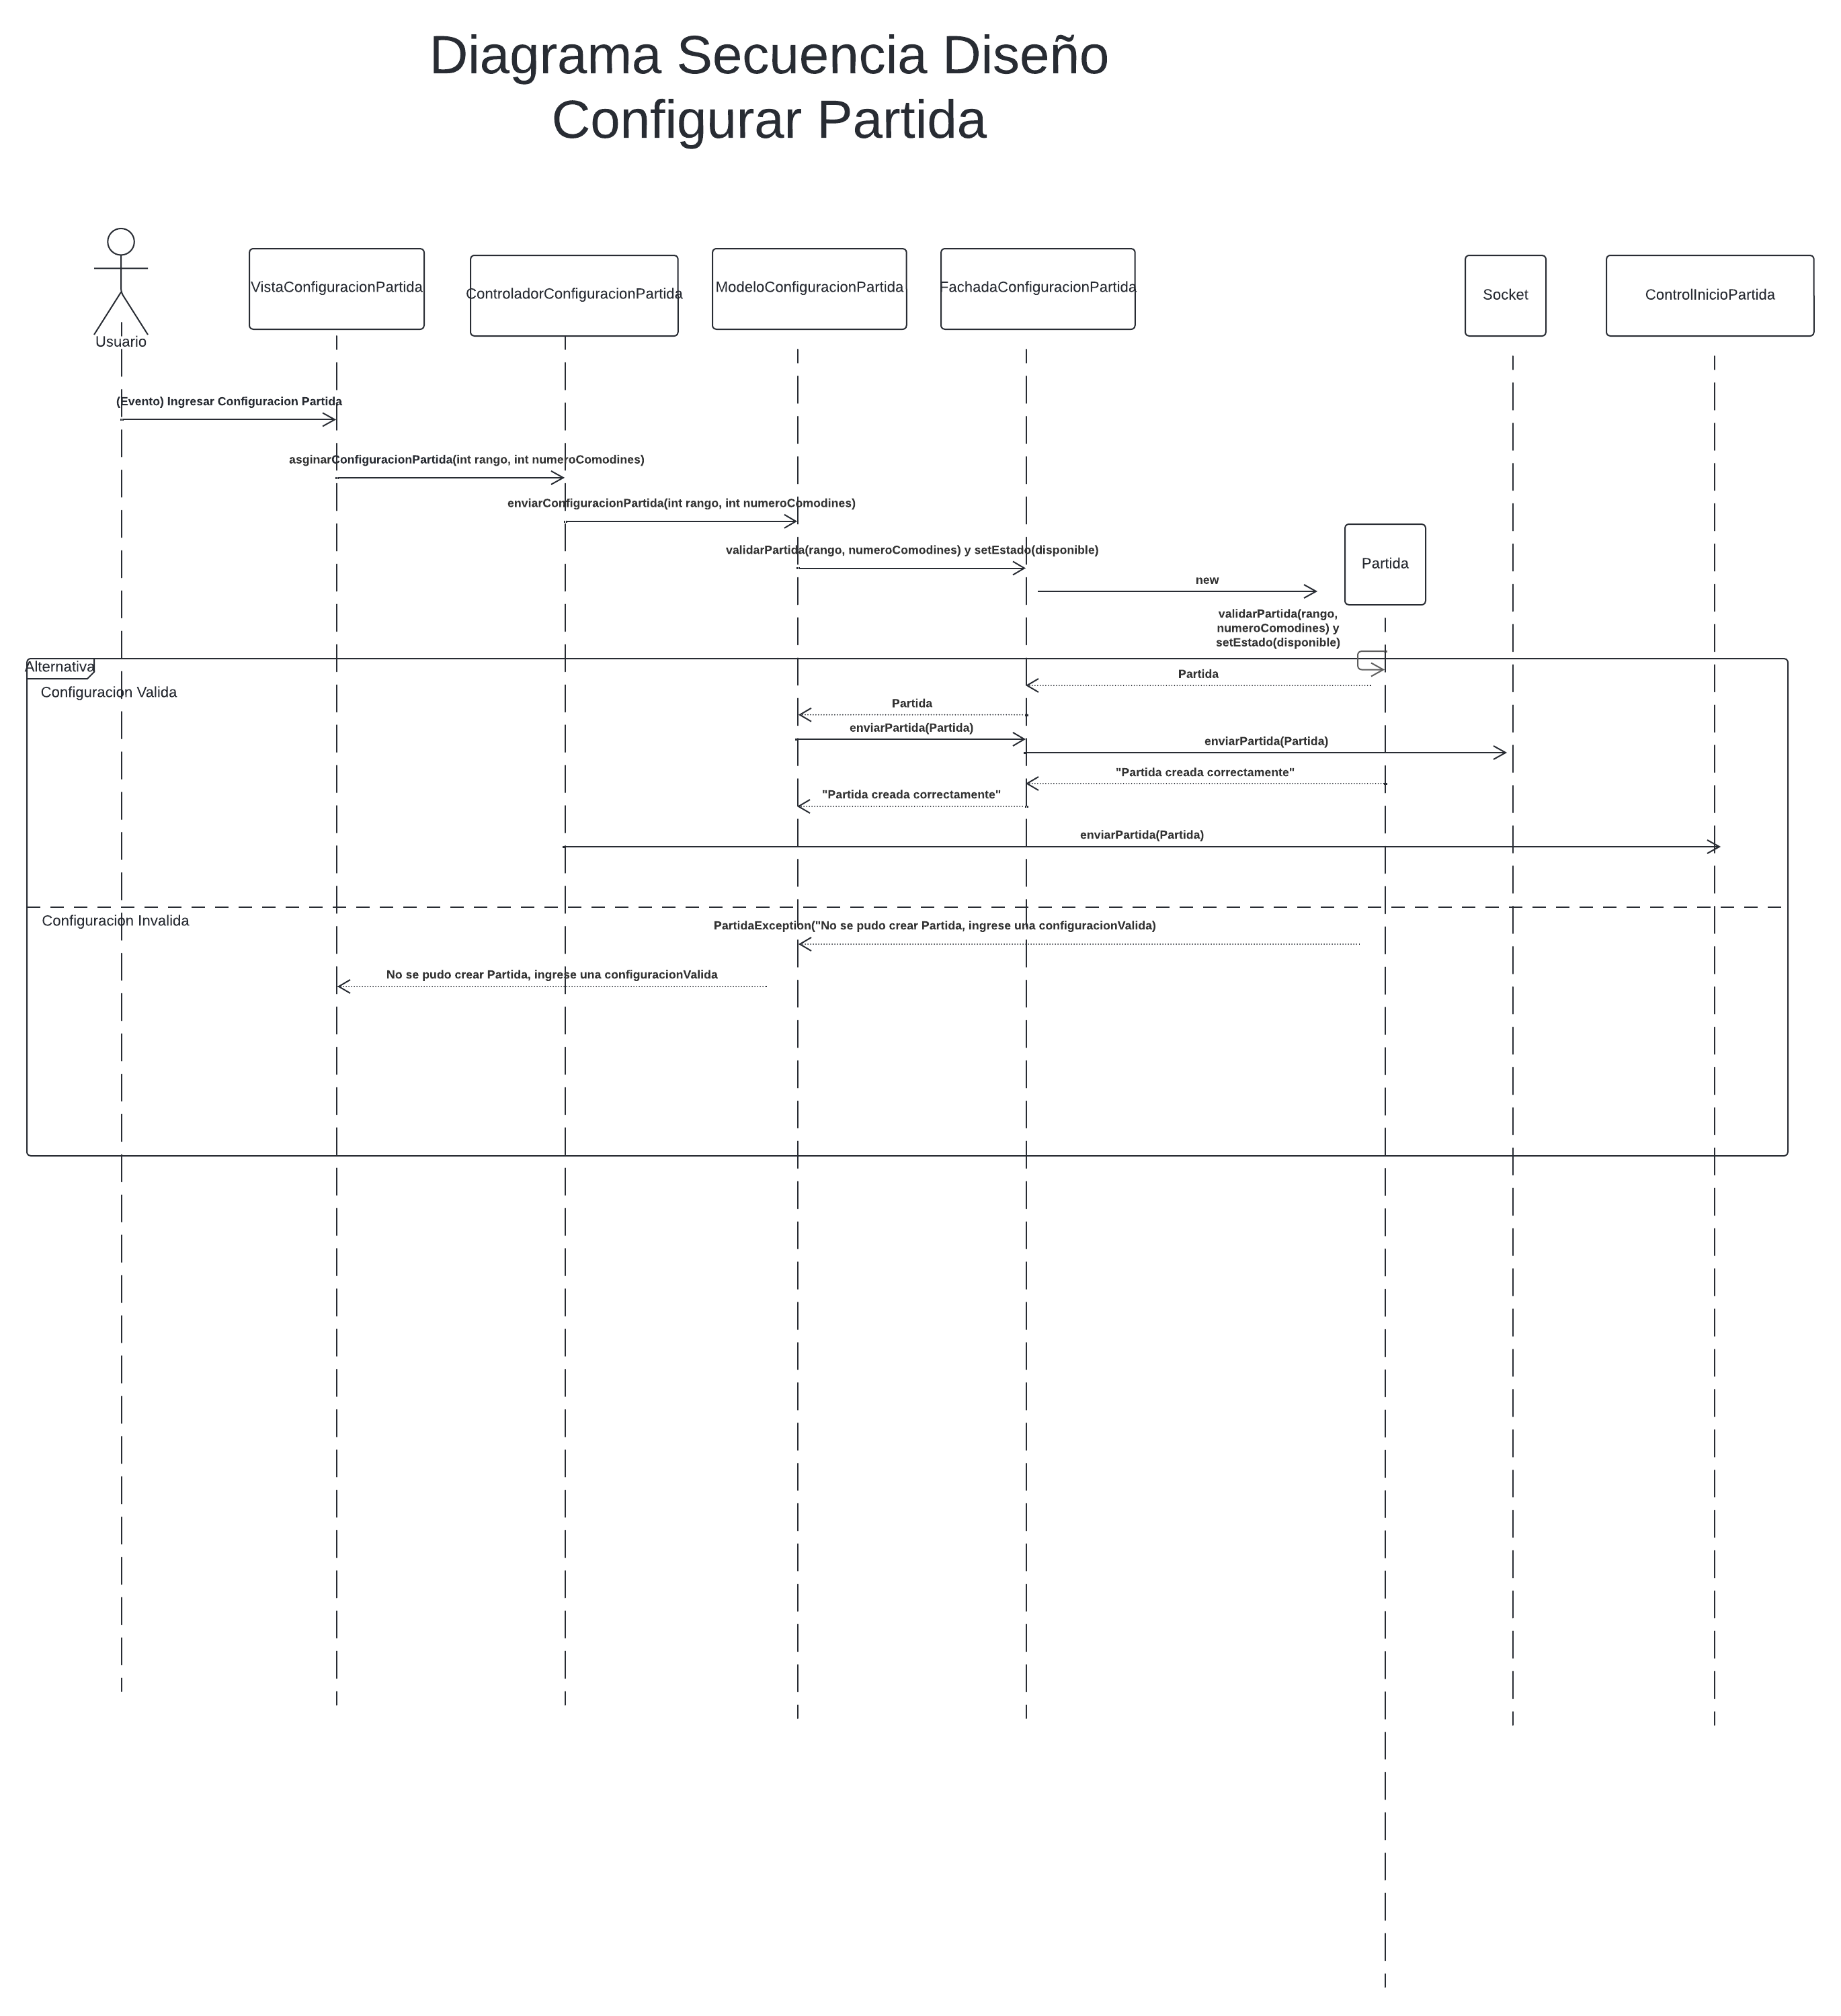 Diagrama Secuencia Diseño
Configurar Partida
Usuario
VistaConfiguracionPartida
ControladorConfiguracionPartida
ModeloConfiguracionPartida
FachadaConfiguracionPartida
Socket
ControlInicioPartida
(Evento) Ingresar Configuracion Partida
asginarConfiguracionPartida(int rango, int numeroComodines)
enviarConfiguracionPartida(int rango, int numeroComodines)
validarPartida(rango, numeroComodines) y setEstado(disponible)
Partida
new
validarPartida(rango,
numeroComodines) y
setEstado(disponible)
Alternativa
Configuracion Valida
Partida
Partida
enviarPartida(Partida)
enviarPartida(Partida)
"Partida creada correctamente"
"Partida creada correctamente"
enviarPartida(Partida)
Configuración Invalida
PartidaException("No se pudo crear Partida, ingrese una configuracionValida)
No se pudo crear Partida, ingrese una configuracionValida